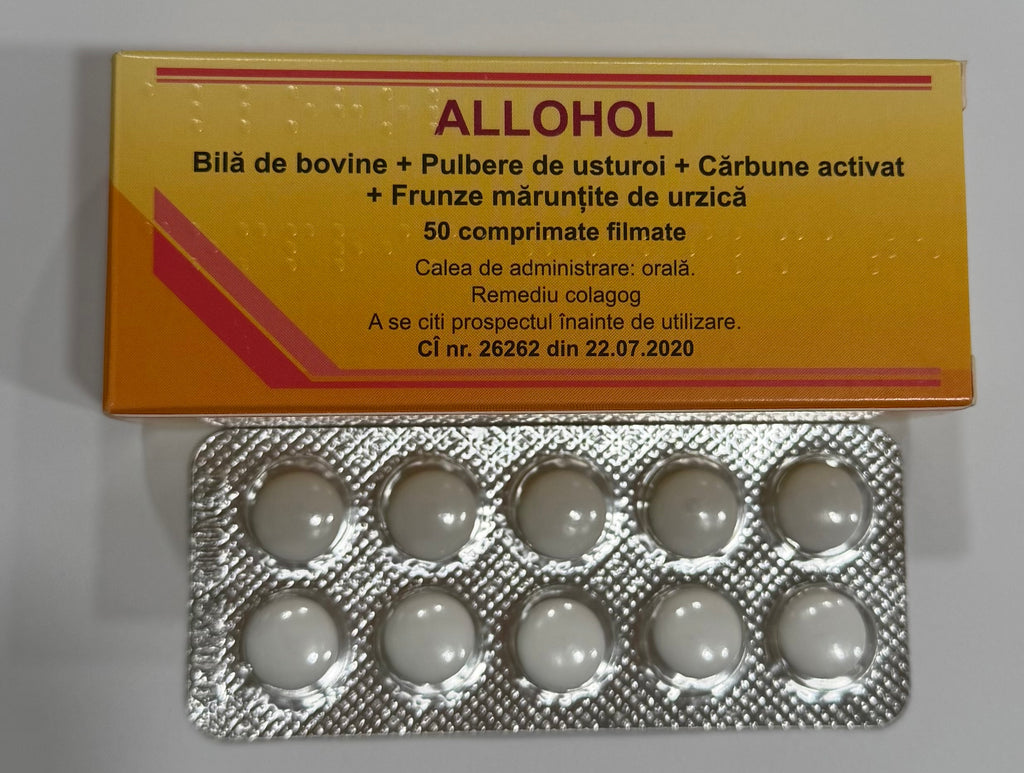 ALLOHOL
Bilă de bovine + Pulbere de usturoi + Cărbune activat
+ Frunze mărunțite de urzică
50 comprimate filmate
Calea de administrare: orală.
Remediu colagog
A se citi prospectul înainte de utilizare.
CÎ nr. 26262 din 22.07.2020